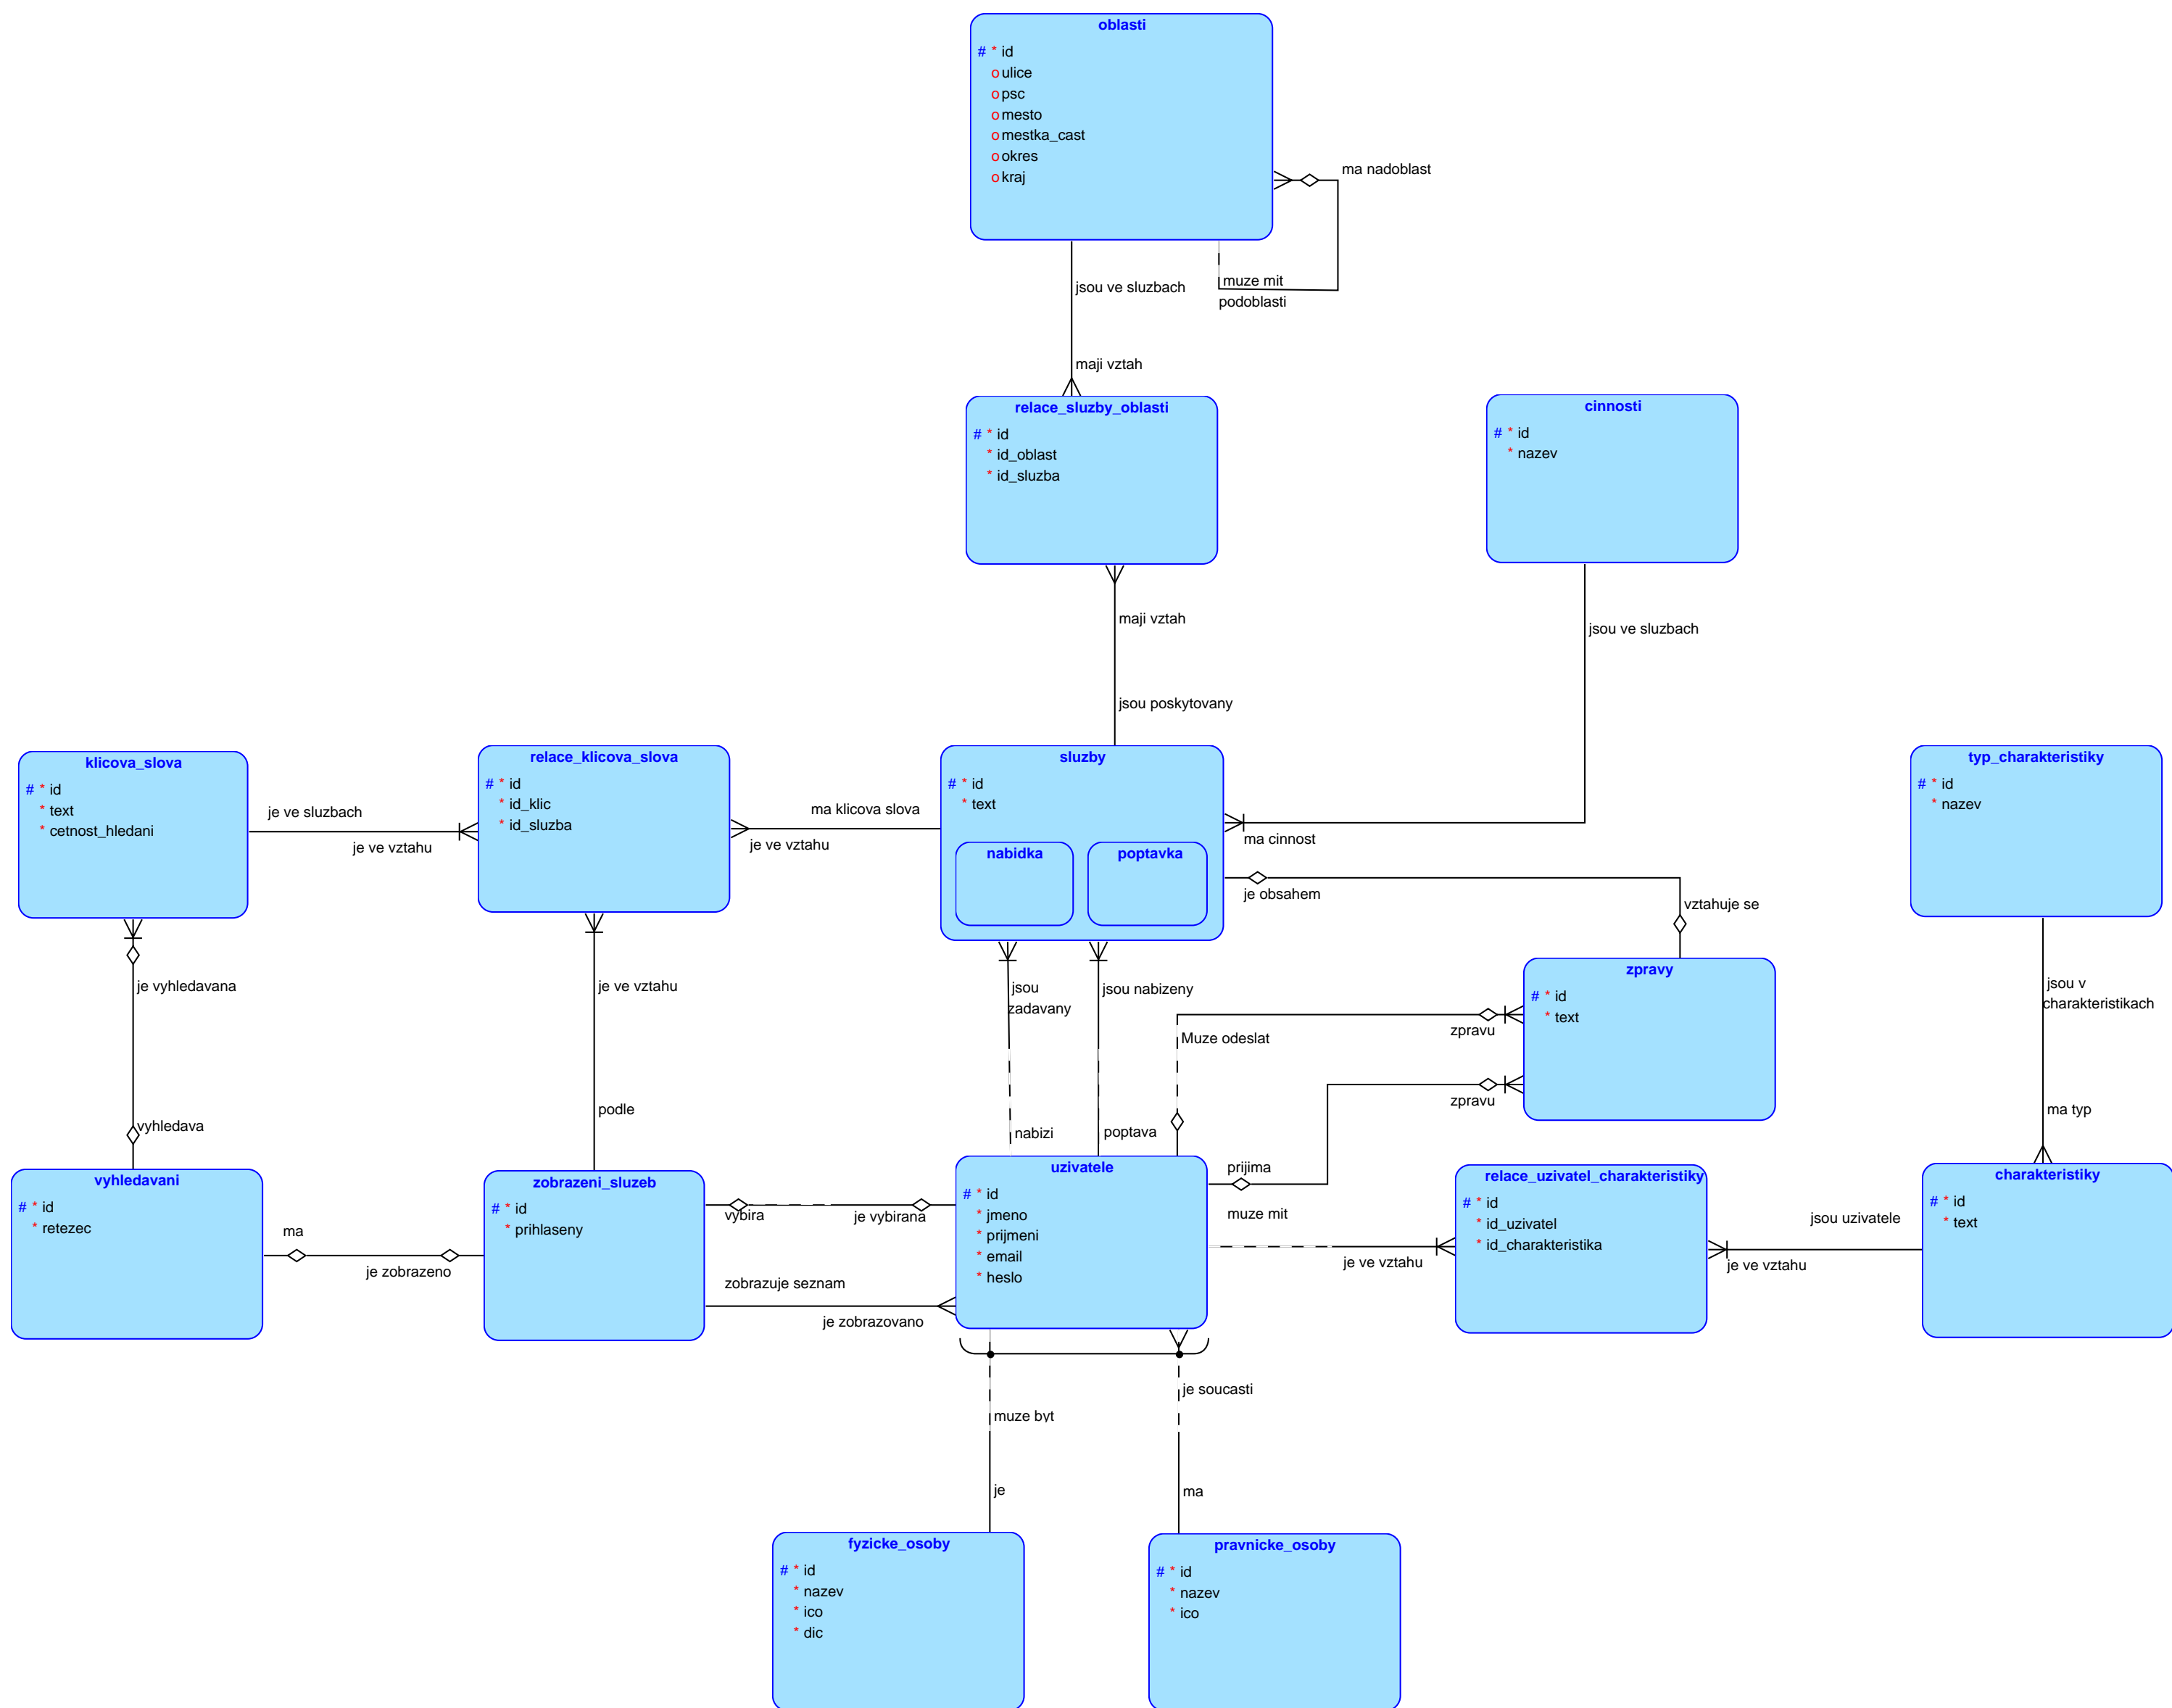 oblasti
# * id
o ulice
o psc
o mesto
o mestka_cast
o okres
o kraj
ma nadoblast
muze mit
podoblasti
jsou ve sluzbach
maji vztah
relace_sluzby_oblasti
# * id
* id_oblast
* id_sluzba
cinnosti
# * id
* nazev
maji vztah
jsou ve sluzbach
jsou poskytovany
klicova_slova
# * id
* text
* cetnost_hledani
je ve sluzbach
je ve vztahu
relace_klicova_slova
# * id
* id_klic
* id_sluzba
ma klicova slova
je ve vztahu
sluzby
# * id
* text
nabidka
poptavka
ma cinnost
je obsahem
vztahuje se
typ_charakteristiky
# * id
* nazev
je vyhledavana
vyhledava
je ve vztahu
podle
jsou
zadavany
nabizi
jsou nabizeny
poptava
Muze odeslat
zpravu
zpravu
prijima
zpravy
# * id
* text
jsou v
charakteristikach
ma typ
vyhledavani
# * id
* retezec
ma
je zobrazeno
zobrazeni_sluzeb
# * id
* prihlaseny
vybira
je vybirana
zobrazuje seznam
je zobrazovano
uzivatele
# * id
* jmeno
* prijmeni
* email
* heslo
muze mit
je ve vztahu
relace_uzivatel_charakteristiky
# * id
* id_uzivatel
* id_charakteristika
jsou uzivatele
je ve vztahu
charakteristiky
# * id
* text
muze byt
je
je soucasti
ma
fyzicke_osoby
# * id
* nazev
* ico
* dic
pravnicke_osoby
# * id
* nazev
* ico